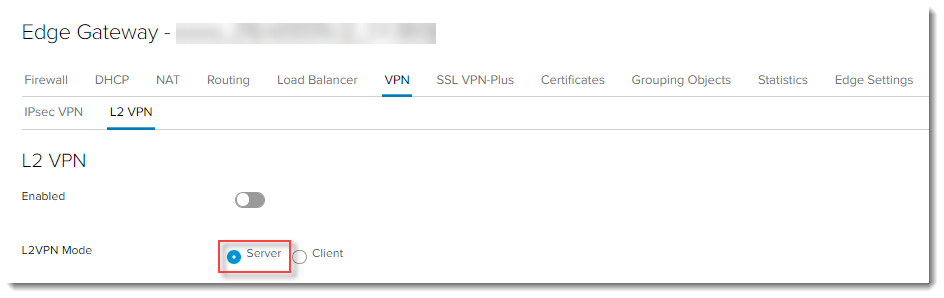 Edge Gateway -
Firewall DHCP NAT Routing Load Balancer VPN SSL VPN-Plus Certificates Grouping Objects Statistics Edge Settings
IPsec VPN L2 VPN
L2 VPN
Enabled
L2VPN Mode Server Client